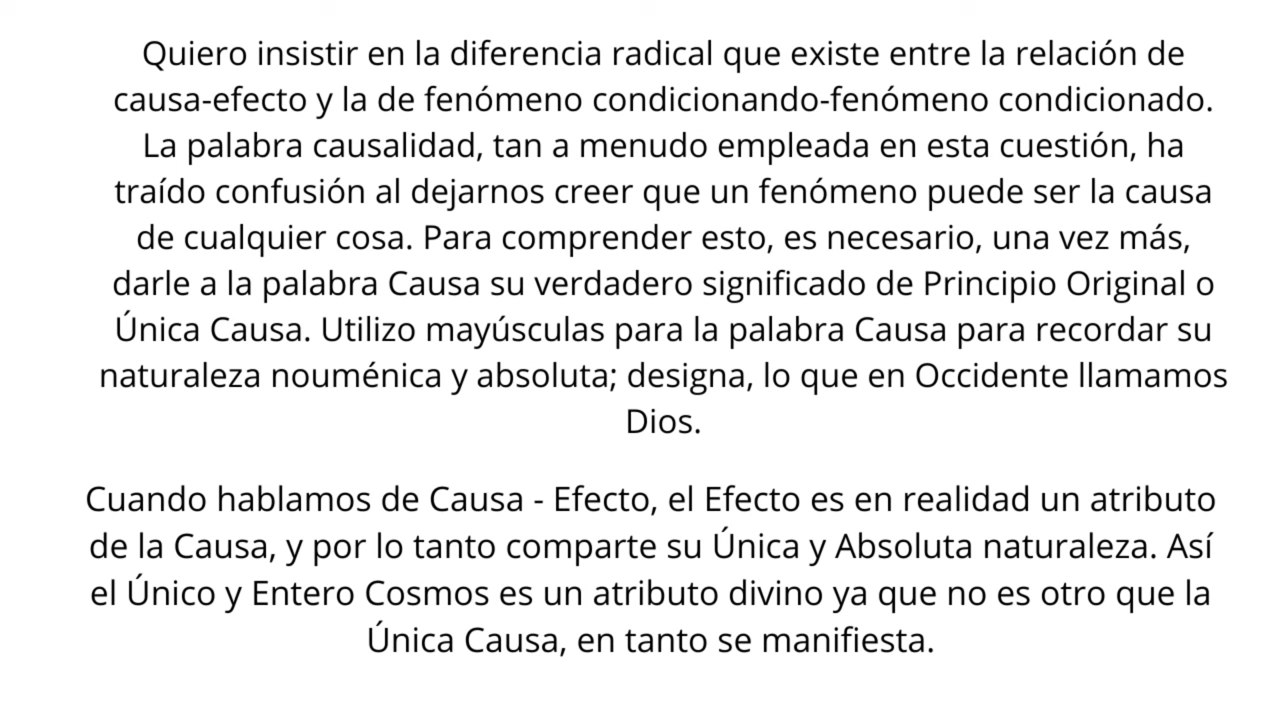 Quiero insistir en la diferencia radical que existe entre la relación de
causa-efecto y la de fenómeno condicionando-fenómeno condicionado.
La palabra causalidad, tan a menudo empleada en esta cuestión, ha
traído confusión al dejarnos creer que un fenómeno puede ser la causa
de cualquier cosa. Para comprender esto, es necesario, una vez más,
darle a la palabra Causa su verdadero significado de Principio Original o
Única Causa. Utilizo mayúsculas para la palabra Causa para recordar su
naturaleza nouménica y absoluta; designa, lo que en Occidente llamamos
Dios.
Cuando hablamos de Causa - Efecto, el Efecto es en realidad un atributo
de la Causa, y por lo tanto comparte su Única y Absoluta naturaleza. Así
el Único y Entero Cosmos es un atributo divino ya que no es otro que la
Única Causa, en tanto se manifiesta.